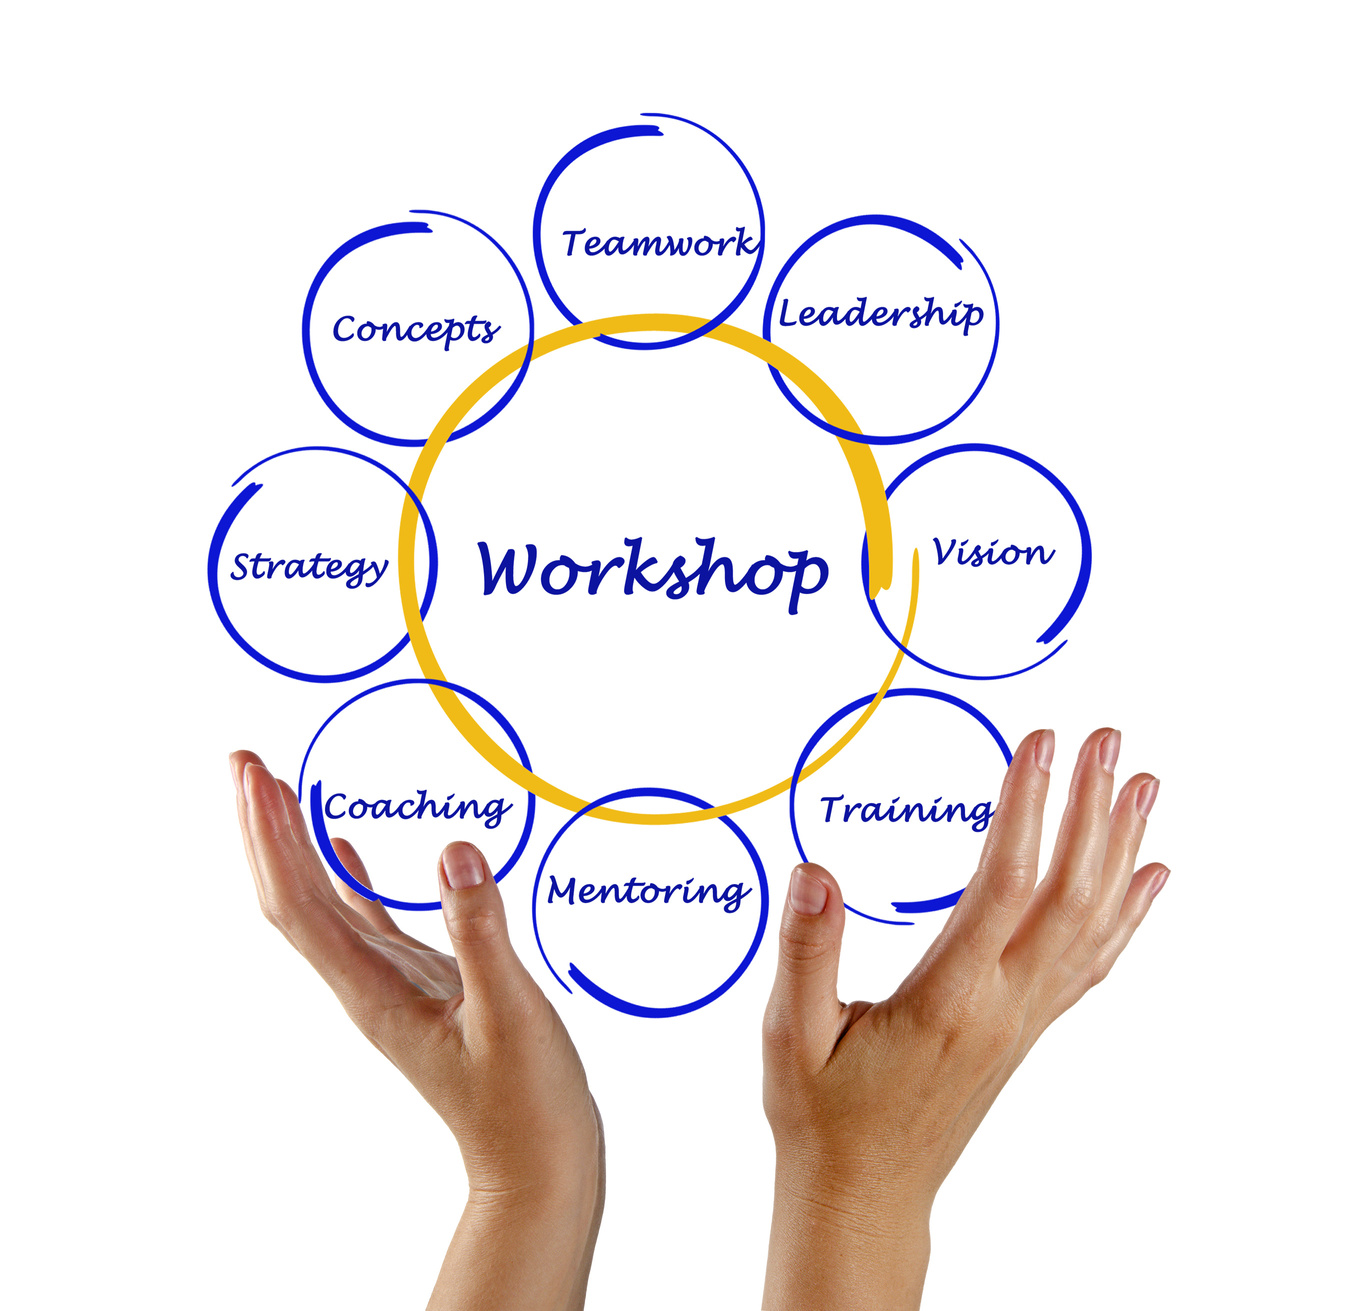 Teamwork
Leadership
Concepts
Vision
Strategy
Workshop
Training
Coaching
Mentoring